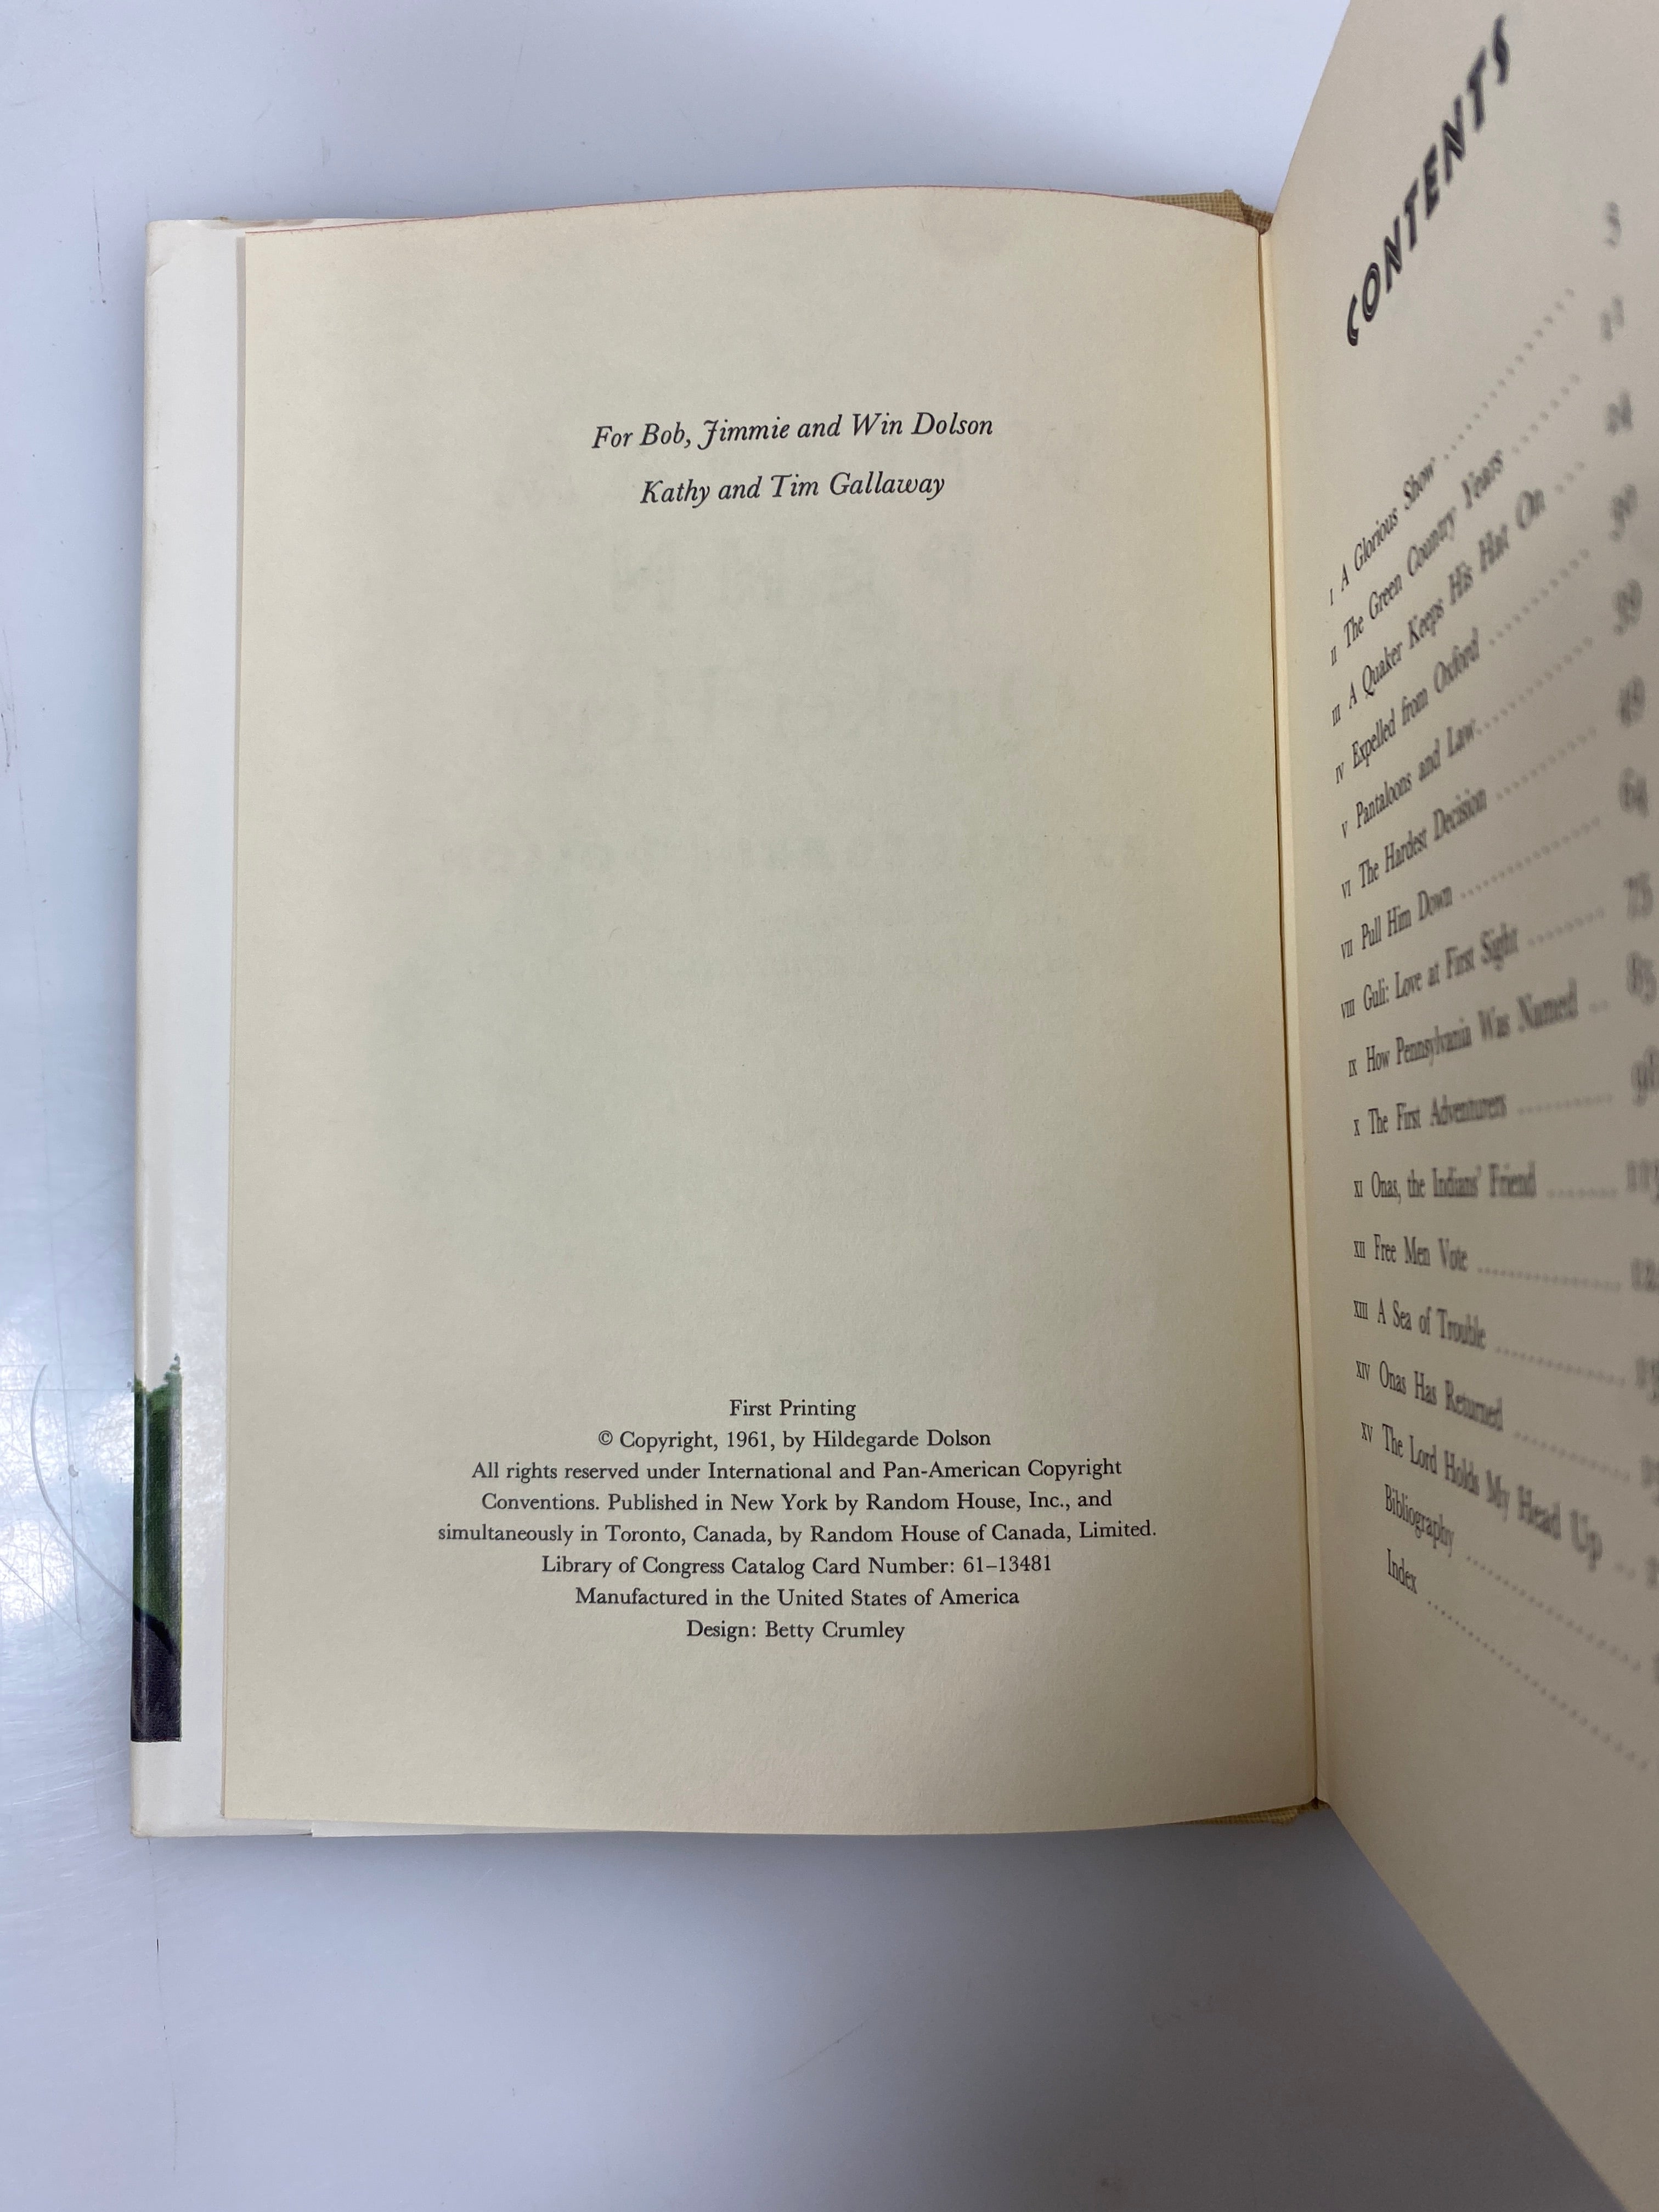 For Bob, Jimmie and Win Dolson
Kathy and Tim Gallaway
First Printing
© Copyright, 1961, by Hildegarde Dolson
All rights reserved under International and Pan-American Copyright
Conventions. Published in New York by Random House, Inc., and
simultaneously in Toronto, Canada, by Random House of Canada, Limited.
Library of Congress Catalog Card Number: 61–13481
Manufactured in the United States of America
Design: Betty Crumley
CONTENTS
I A Glorious Show
II The Green Country Years
III A Quaker Keeps His Hat On
IV Expelled from Oxford
V Pantaloons and Law
VI The Hardest Decision
VII Pull Him Down 64
VIII Guli: Love at First Sight 75
IX How Pennsylvania Was Named 85
X The First Adventurers
XI Onas, the Indians' Friend
XII Free Men Vote
XIII A Sea of Trouble
XIV Onas Has Returned
XV The Lord Holds My Head Up
Bibliography
Index